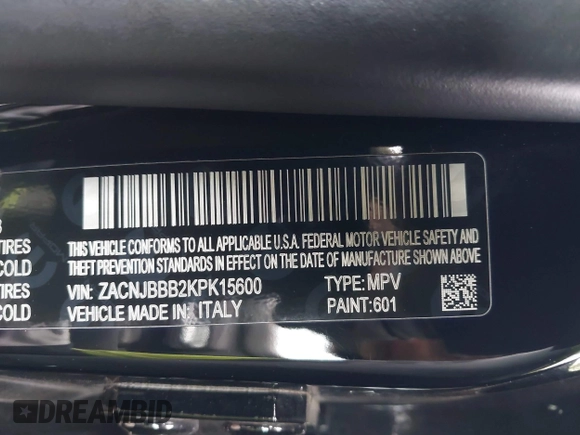 THIS VEHICLE CONFORMS TO ALL APPLICABLE U.S.A. FEDERAL MOTOR VEHICLE SAFETY AND
TIRES THEFT PREVENTION STANDARDS IN EFFECT ON THE DATE OF MANUFACTURE SHOWN ABOVE
COLD VIN: ZACNJBBB2KPK15600 TYPE: MPV
COLD VEHICLE MADE IN: ITALY PAINT: 601
DREAMBID